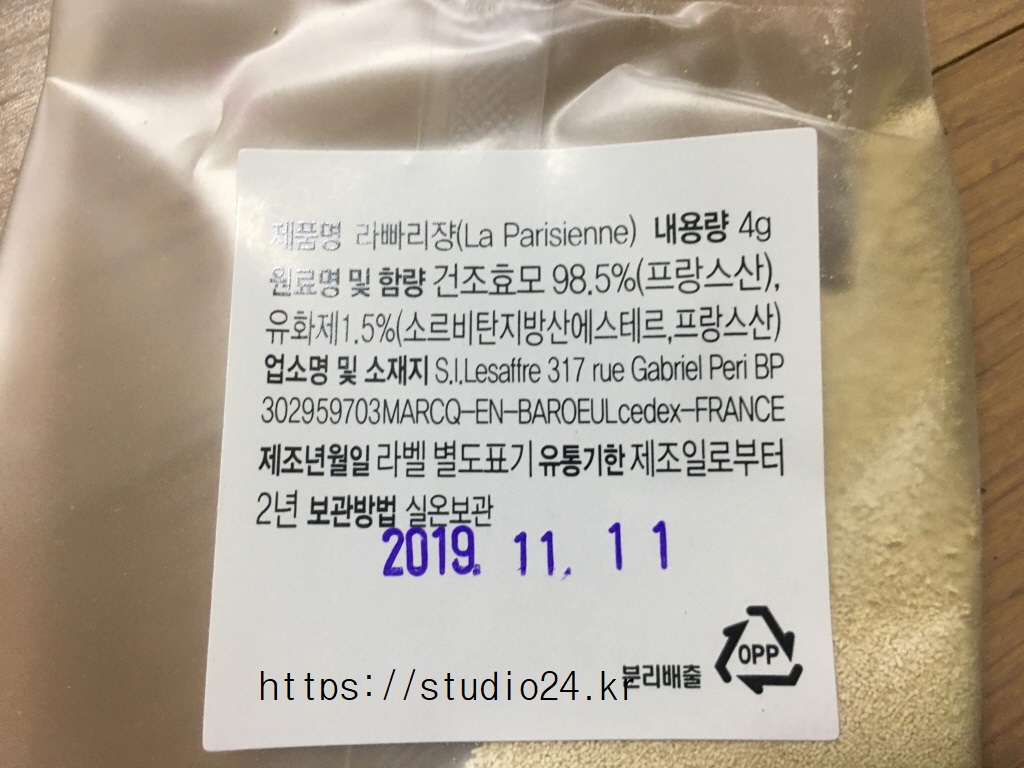 제품명 라빠리쟝(La Parisienne) 내용량 4g
원료명 및 함량 건조효모 98.5%(프랑스산),
유화제1.5%(소르비탄지방산에스테르,프랑스산)
업소명 및 소재지 S.I.Lesaffre 317 rue Gabriel Peri BP
302959703MARCQ-EN-BAROEULcedex-FRANCE
제조년월일 라벨 별도표기 유통기한 제조일로부터
2년 보관방법 실온보관
2019. 11. 11
OPP
분리배출
https://studio24.kr